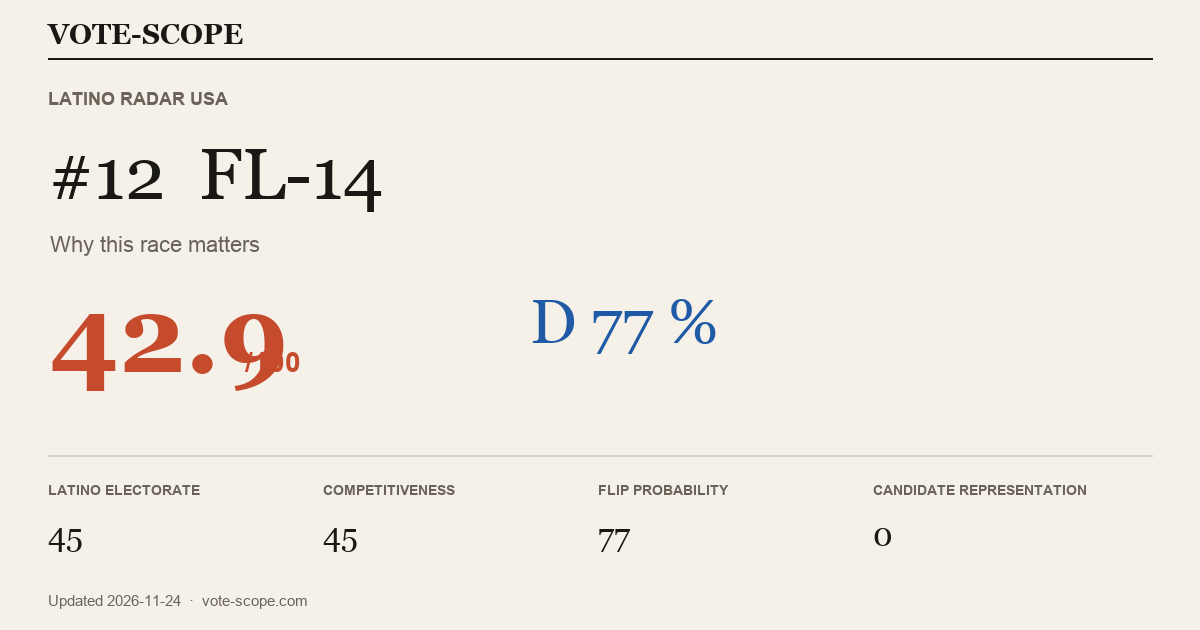 VOTE-SCOPE
LATINO RADAR USA
#12 FL-14
Why this race matters
42.9
D 77 %
LATINO ELECTORATE COMPETITIVENESS FLIP PROBABILITY CANDIDATE REPRESENTATION
45 45 77 0
Updated 2026-11-24 · vote-scope.com